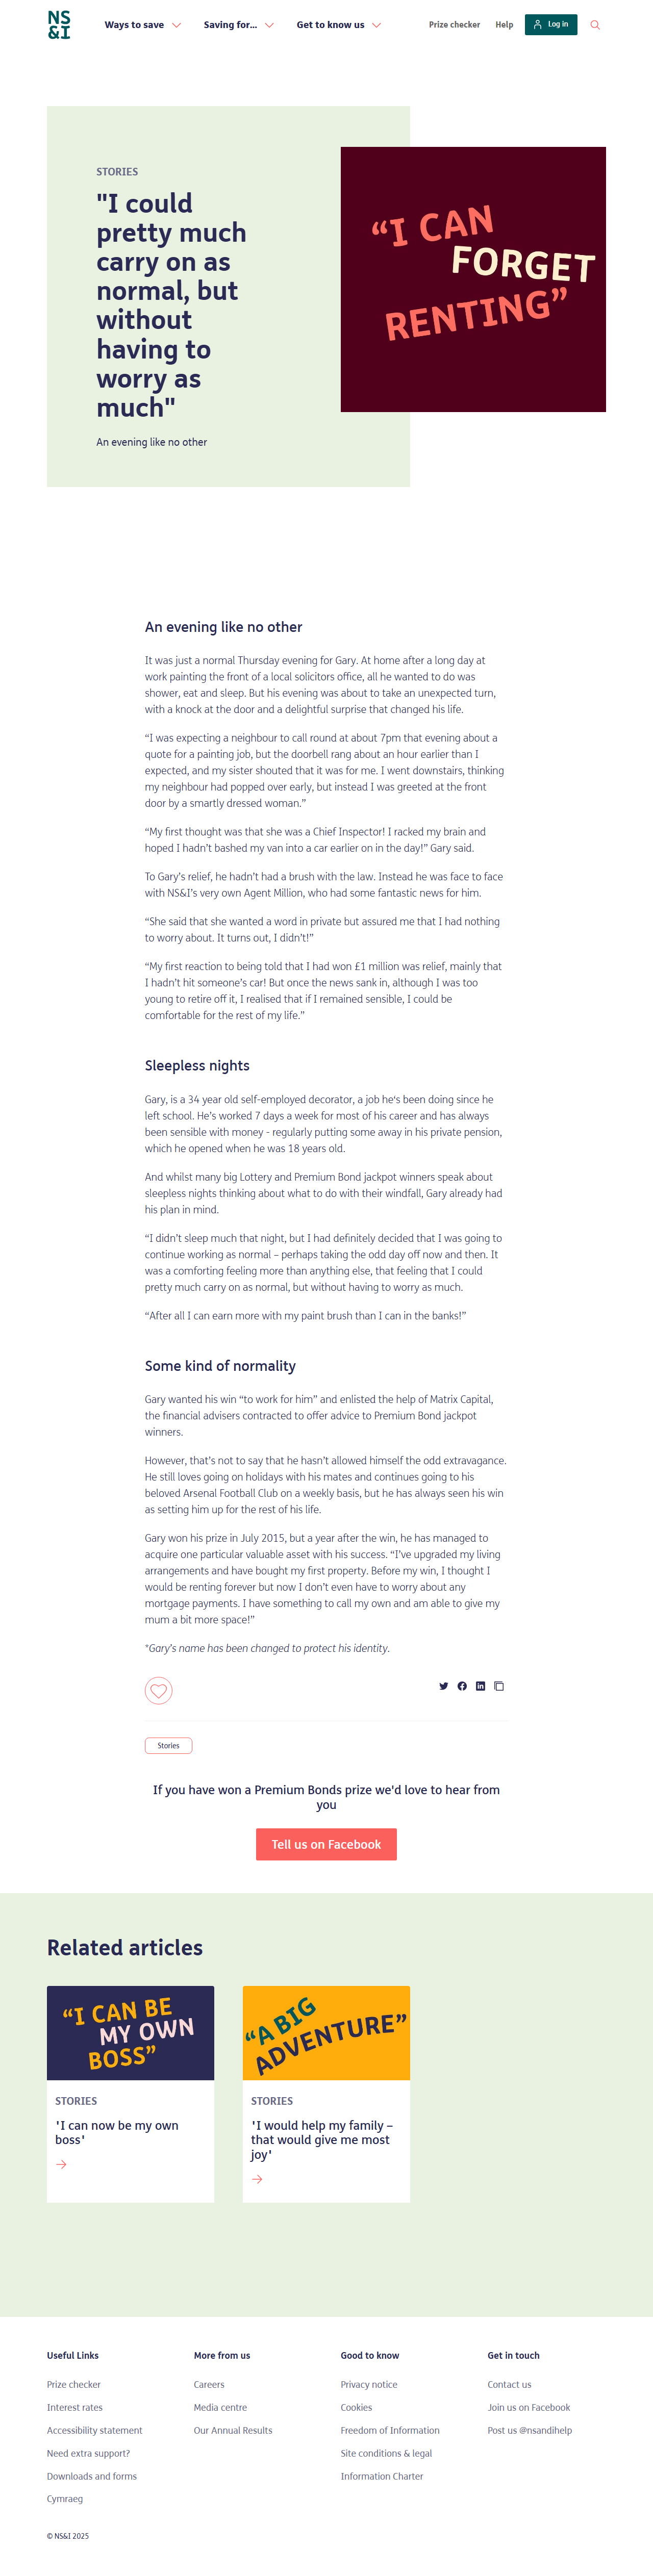 NS
&I
Ways to save
Saving for...
Get to know us
Prize checker
Help
Log in
STORIES
"I could
pretty much
carry on as
normal, but
without
having to
worry as
much"
An evening like no other
“I CAN
FORGET
RENTING”
An evening like no other
It was just a normal Thursday evening for Gary. At home after a long day at
work painting the front of a local solicitors office, all he wanted to do was
shower, eat and sleep. But his evening was about to take an unexpected turn,
with a knock at the door and a delightful surprise that changed his life.
“I was expecting a neighbour to call round at about 7pm that evening about a
quote for a painting job, but the doorbell rang about an hour earlier than I
expected, and my sister shouted that it was for me. I went downstairs, thinking
my neighbour had popped over early, but instead I was greeted at the front
door by a smartly dressed woman.”
“My first thought was that she was a Chief Inspector! I racked my brain and
hoped I hadn’t bashed my van into a car earlier on in the day!” Gary said.
To Gary’s relief, he hadn’t had a brush with the law. Instead he was face to face
with NS&I’s very own Agent Million, who had some fantastic news for him.
“She said that she wanted a word in private but assured me that I had nothing
to worry about. It turns out, I didn’t!”
“My first reaction to being told that I had won £1 million was relief, mainly that
I hadn’t hit someone’s car! But once the news sank in, although I was too
young to retire off it, I realised that if I remained sensible, I could be
comfortable for the rest of my life.”
Sleepless nights
Gary, is a 34 year old self-employed decorator, a job he's been doing since he
left school. He’s worked 7 days a week for most of his career and has always
been sensible with money - regularly putting some away in his private pension,
which he opened when he was 18 years old.
And whilst many big Lottery and Premium Bond jackpot winners speak about
sleepless nights thinking about what to do with their windfall, Gary already had
his plan in mind.
“I didn’t sleep much that night, but I had definitely decided that I was going to
continue working as normal – perhaps taking the odd day off now and then. It
was a comforting feeling more than anything else, that feeling that I could
pretty much carry on as normal, but without having to worry as much.
“After all I can earn more with my paint brush than I can in the banks!”
Some kind of normality
Gary wanted his win “to work for him” and enlisted the help of Matrix Capital,
the financial advisers contracted to offer advice to Premium Bond jackpot
winners.
However, that’s not to say that he hasn’t allowed himself the odd extravagance.
He still loves going on holidays with his mates and continues going to his
beloved Arsenal Football Club on a weekly basis, but he has always seen his win
as setting him up for the rest of his life.
Gary won his prize in July 2015, but a year after the win, he has managed to
acquire one particular valuable asset with his success. “I’ve upgraded my living
arrangements and have bought my first property. Before my win, I thought I
would be renting forever but now I don’t even have to worry about any
mortgage payments. I have something to call my own and am able to give my
mum a bit more space!”
*Gary’s name has been changed to protect his identity.
Stories
If you have won a Premium Bonds prize we'd love to hear from
you
Tell us on Facebook
Related articles
“I CAN BE
MY OWN
BOSS”
STORIES
'I can now be my own
boss'
“A BIG
ADVENTURE”
STORIES
'I would help my family –
that would give me most
joy'
Useful Links
Prize checker
Interest rates
Accessibility statement
Need extra support?
Downloads and forms
Cymraeg
More from us
Careers
Media centre
Our Annual Results
Good to know
Privacy notice
Cookies
Freedom of Information
Site conditions & legal
Information Charter
Get in touch
Contact us
Join us on Facebook
Post us @nsandihelp
© NS&I 2025